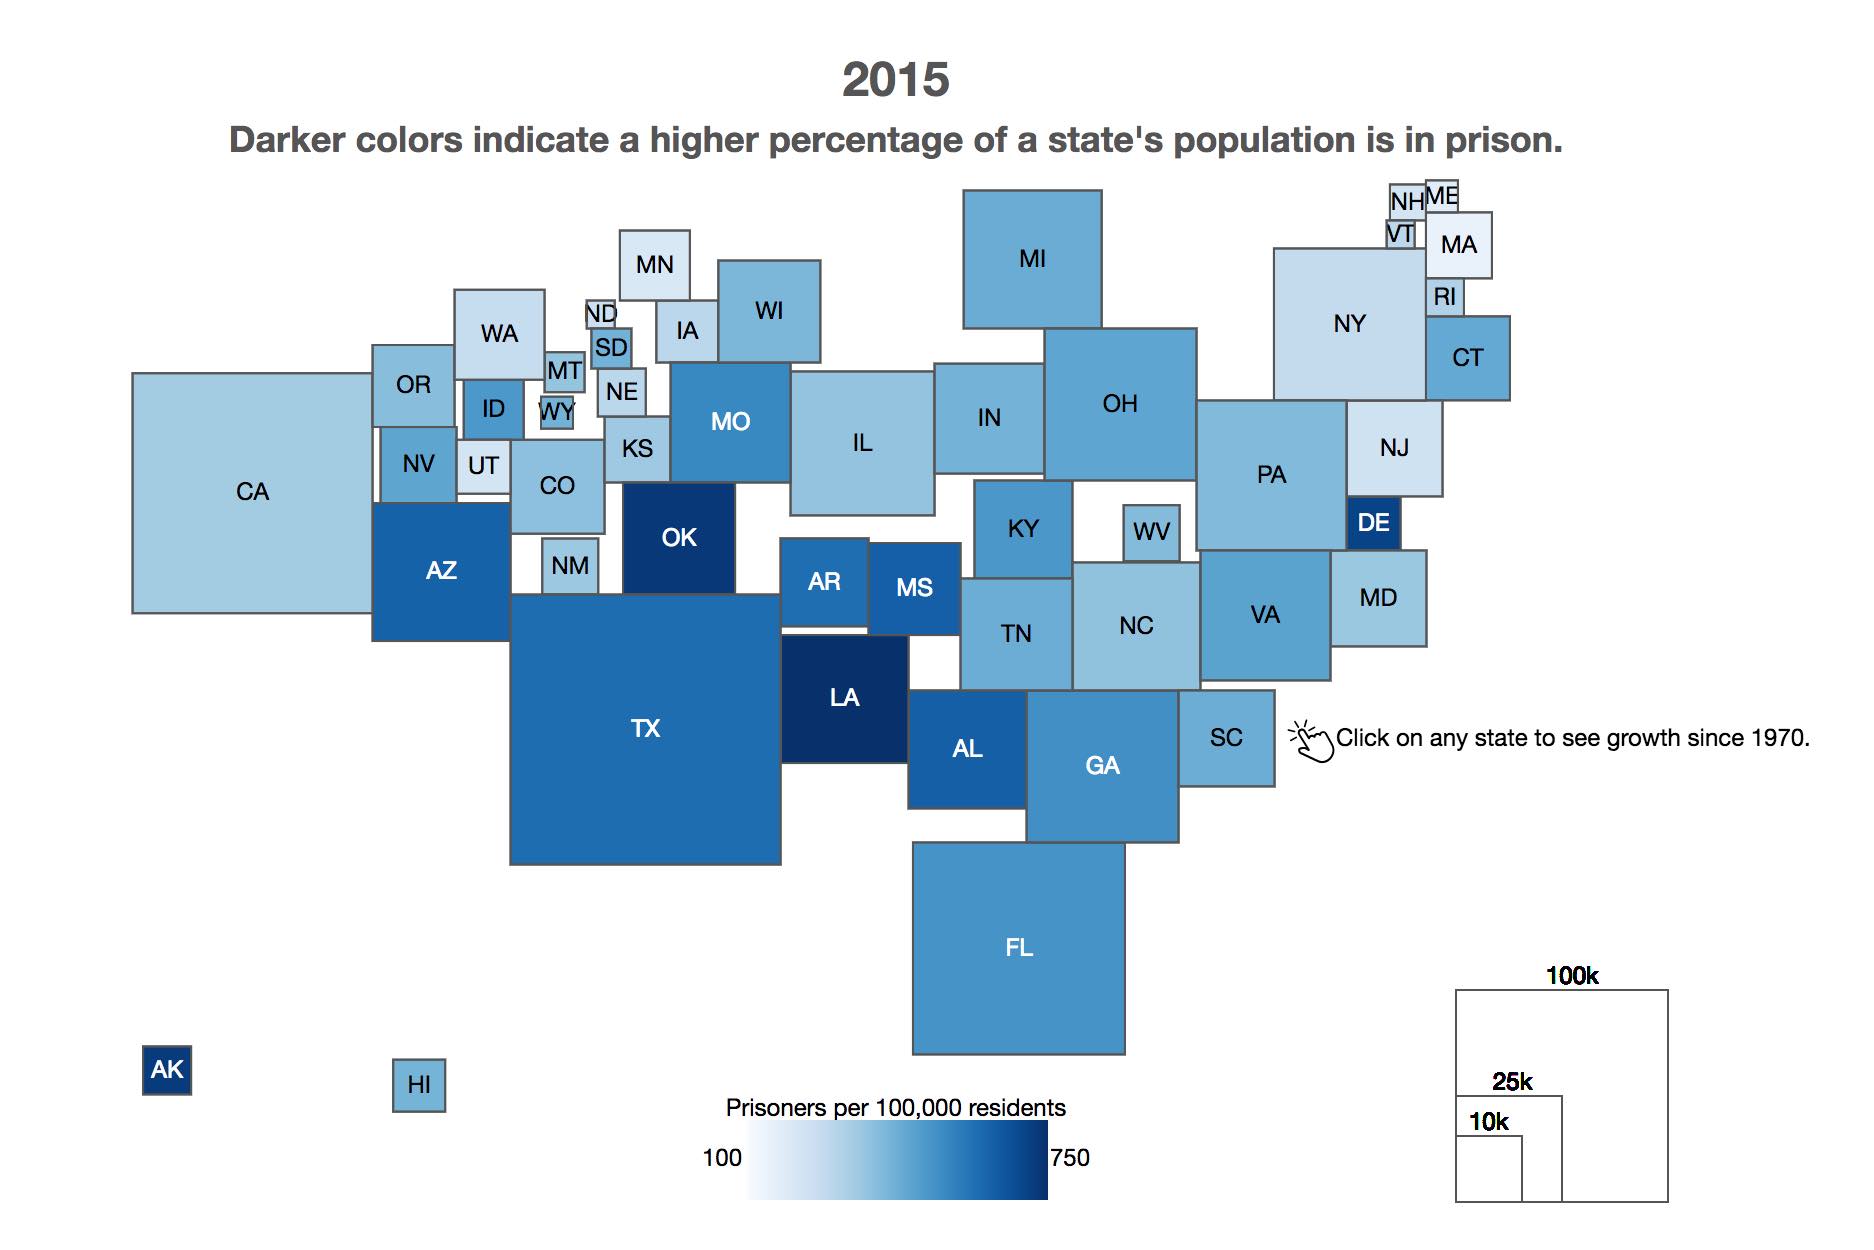 2015
Darker colors indicate a higher percentage of a state's population is in prison.
NH
ME
VT
MA
MI
MN
WI
RI
ND
NY
IA
WA
SD
CT
MT
OR
NE
ID
WY
OH
IN
MO
IL
KS
NJ
NV
UT
PA
CO
CA
DE
KY
WV
OK
NM
AZ
AR
MS
MD
VA
NC
TN
LA
TX
SC
Click on any state to see growth since 1970.
AL
GA
FL
100k
AK
HI
25k
Prisoners per 100,000 residents
10k
100
750